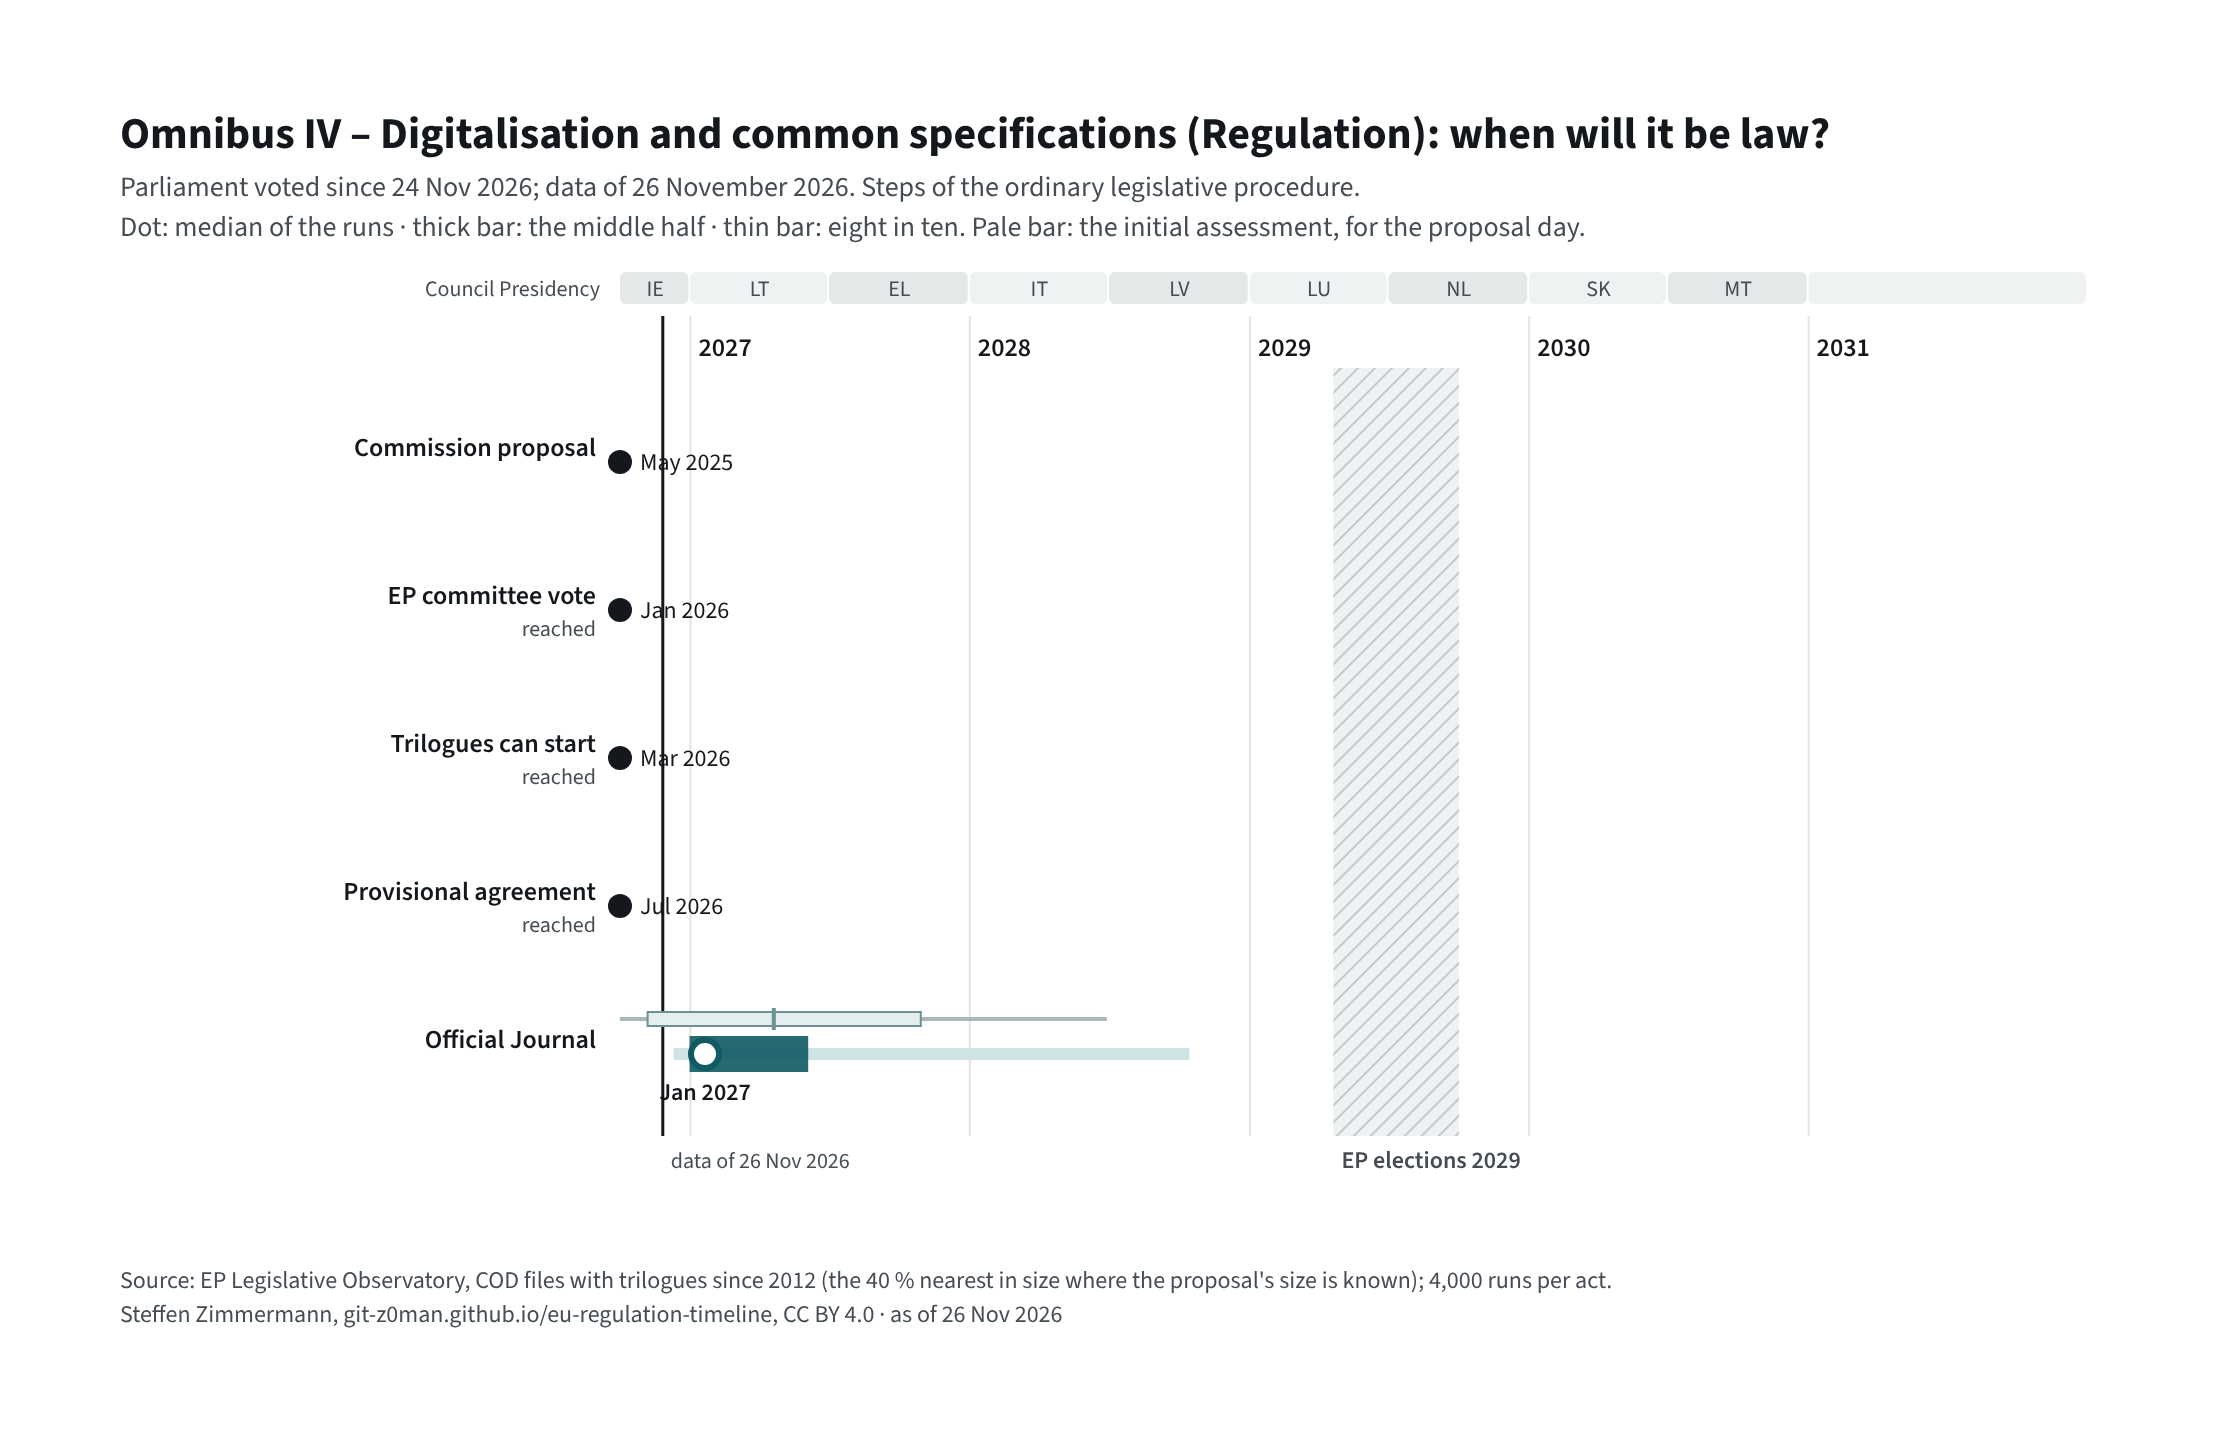 Omnibus IV – Digitalisation and common specifications (Regulation): when will it be law?
Parliament voted since 24 Nov 2026; data of 26 November 2026. Steps of the ordinary legislative procedure.
Dot: median of the runs · thick bar: the middle half · thin bar: eight in ten. Pale bar: the initial assessment, for the proposal day.
Council Presidency IE LT EL IT LV LU NL SK MT
2027 2028 2029 2030 2031
Commission proposal
May 2025
EP committee vote
Jan 2026
reached
Trilogues can start
Mar 2026
reached
Provisional agreement
Jul 2026
reached
Official Journal
Jan 2027
data of 26 Nov 2026 EP elections 2029
Source: EP Legislative Observatory, COD files with trilogues since 2012 (the 40 % nearest in size where the proposal's size is known); 4,000 runs per act.
Steffen Zimmermann, git-z0man.github.io/eu-regulation-timeline, CC BY 4.0 · as of 26 Nov 2026